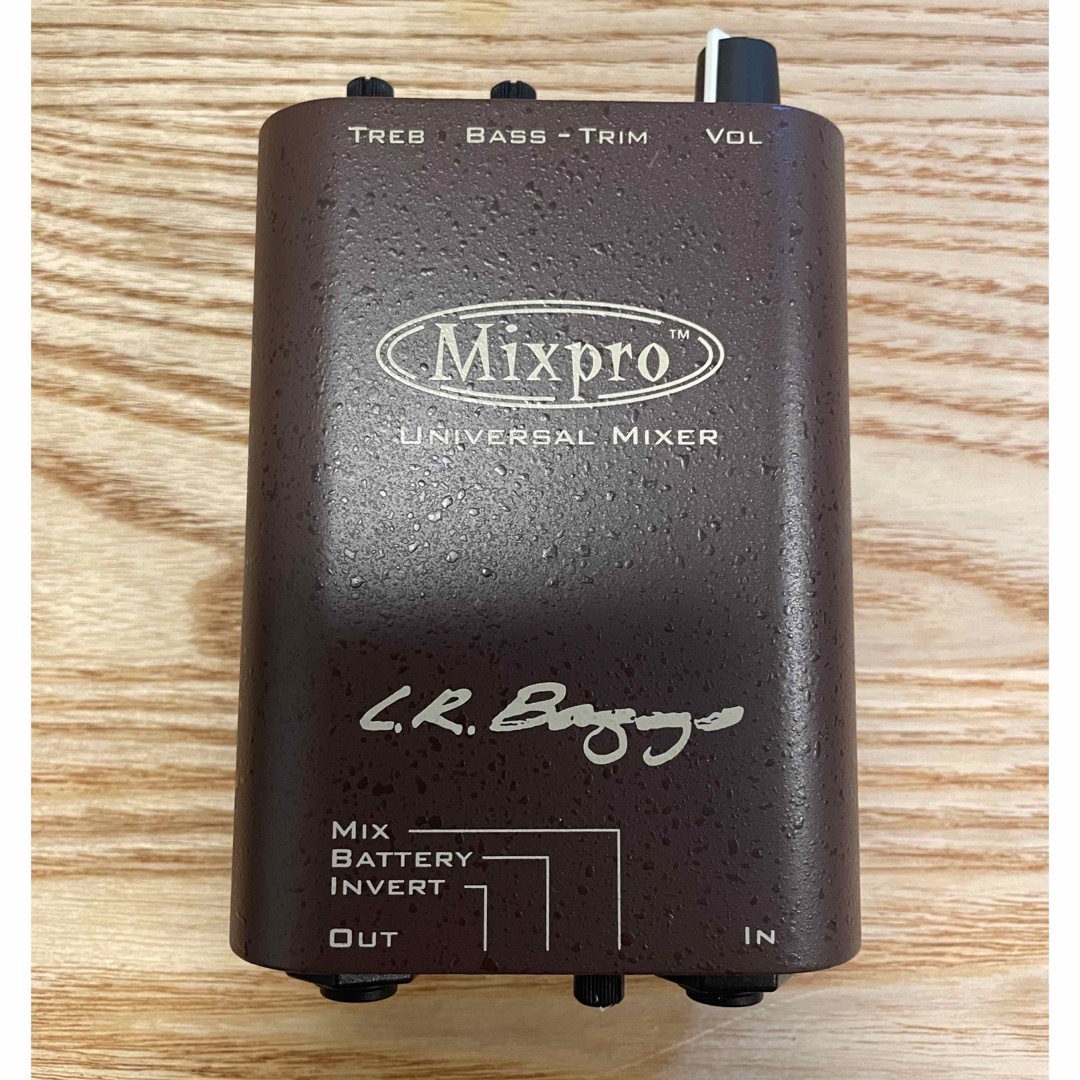 TREB BASS - TRIM VOL
Mixpro™
UNIVERSAL MIXER
L.R. Baggs
MIX
BATTERY
INVERT
OUT IN